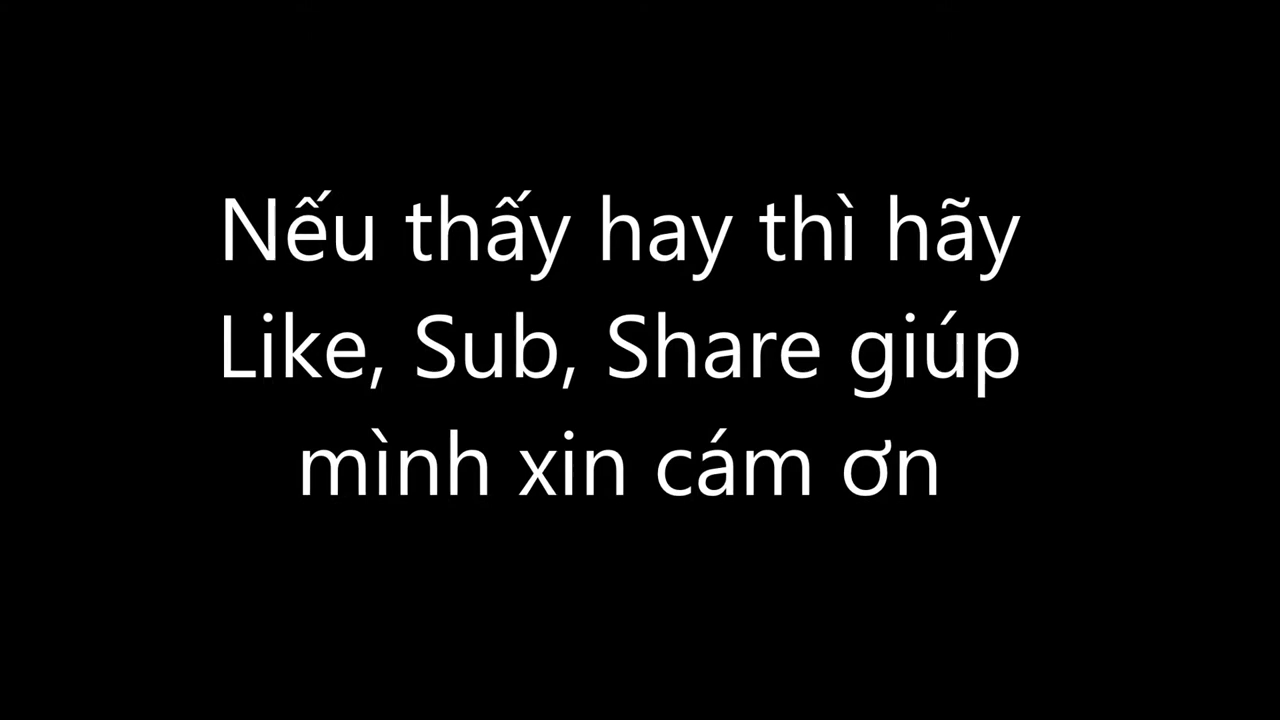 Nếu thấy hay thì hãy
Like, Sub, Share giúp
mình xin cám ơn